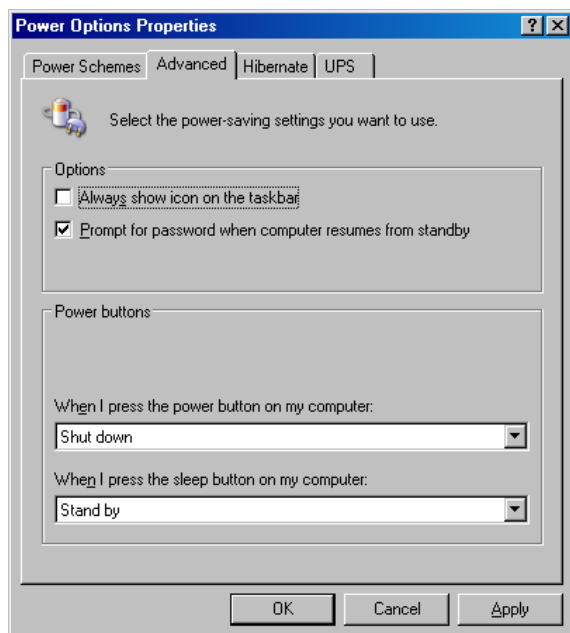 Power Options Properties
Power Schemes Advanced Hibernate UPS
Select the power-saving settings you want to use.
Options
Always show icon on the taskbar
Prompt for password when computer resumes from standby
Power buttons
When I press the power button on my computer:
Shut down
When I press the sleep button on my computer:
Stand by
OK Cancel Apply